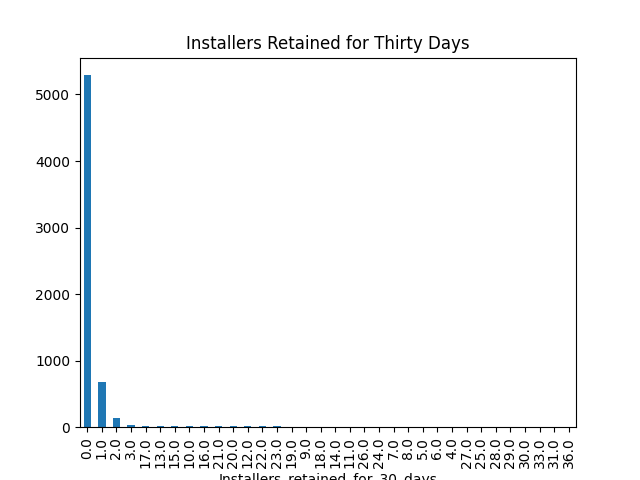 Installers Retained for Thirty Days
5000
4000
3000
2000
1000
0
0.0 1.0 2.0 3.0 17.0 13.0 15.0 10.0 16.0 21.0 20.0 12.0 22.0 23.0 19.0 9.0 18.0 14.0 11.0 26.0 24.0 7.0 8.0 5.0 6.0 4.0 27.0 25.0 28.0 29.0 30.0 33.0 31.0 36.0
Installers_retained_for_30_days